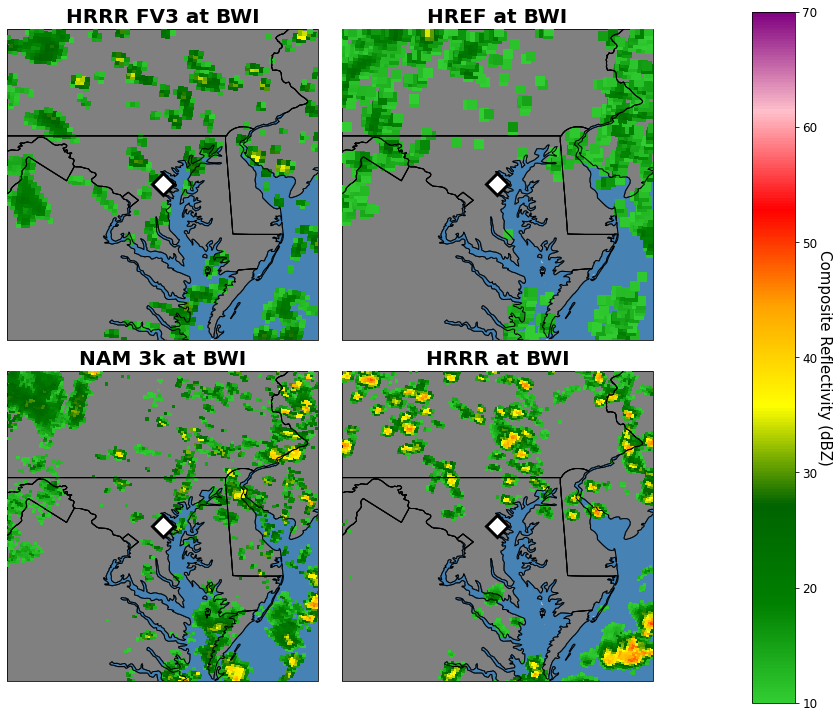 HRRR FV3 at BWI
HREF at BWI
NAM 3k at BWI
HRRR at BWI
70
60
50
40
30
20
10
Composite Reflectivity (dBZ)